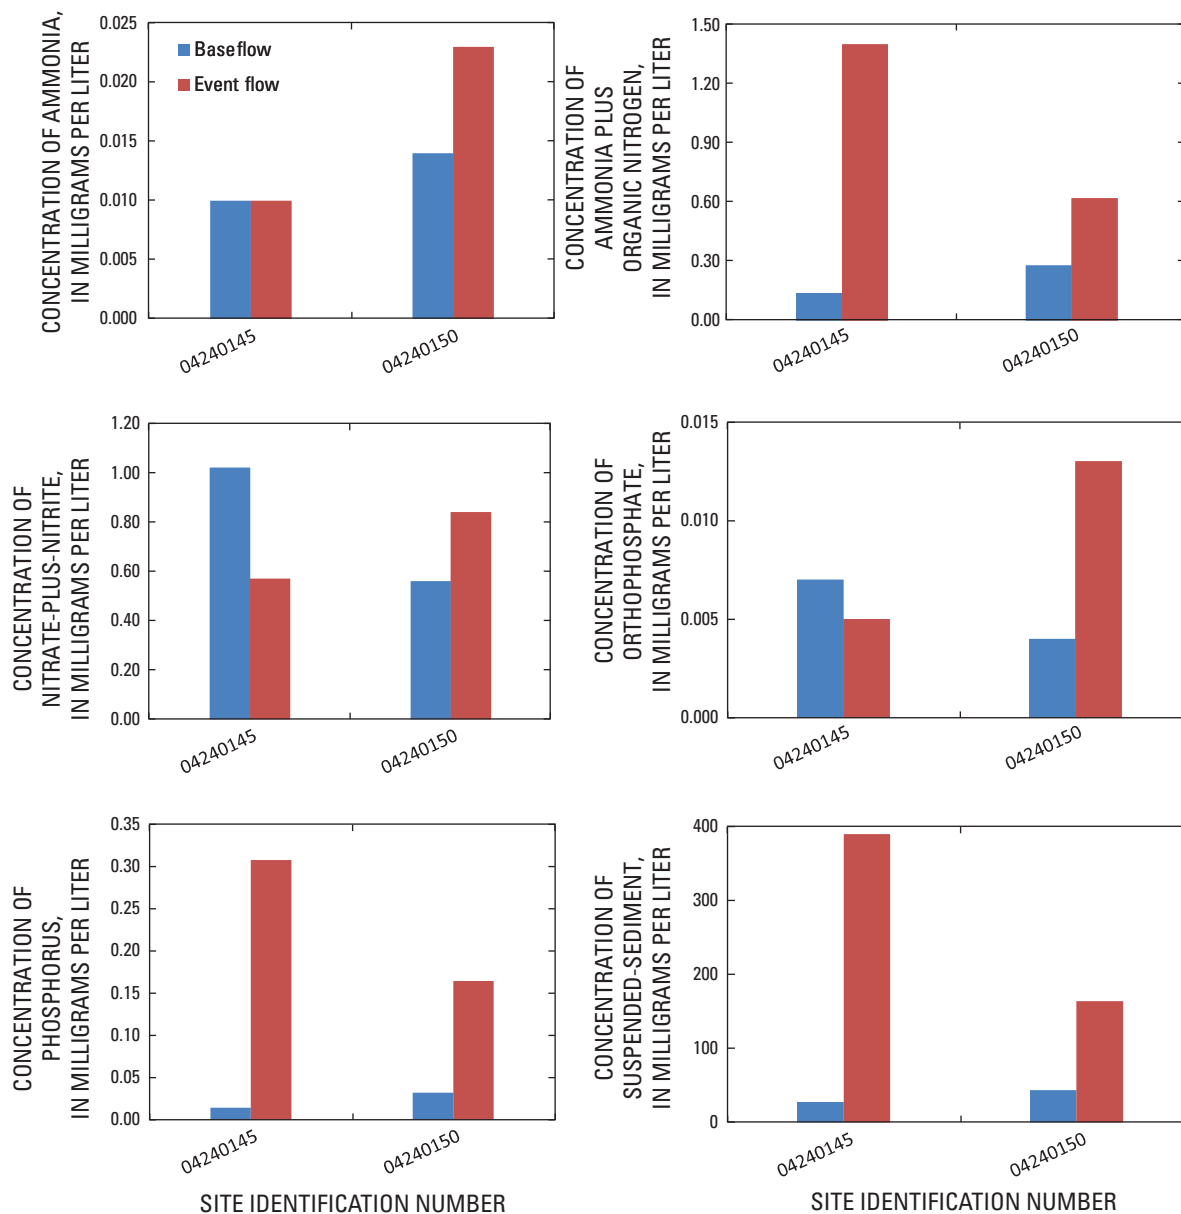 CONCENTRATION OF AMMONIA,
IN MILLIGRAMS PER LITER
0.025
0.020
0.015
0.010
0.005
0.000
Baseflow
Event flow
04240145
04240150
CONCENTRATION OF
AMMONIA PLUS
ORGANIC NITROGEN,
IN MILLIGRAMS PER LITER
1.50
1.20
0.90
0.60
0.30
0.00
04240145
04240150
CONCENTRATION OF
NITRATE-PLUS-NITRITE,
IN MILLIGRAMS PER LITER
1.20
1.00
0.80
0.60
0.40
0.20
0.00
04240145
04240150
CONCENTRATION OF
ORTHOPHOSPHATE,
IN MILLIGRAMS PER LITER
0.015
0.010
0.005
0.000
04240145
04240150
CONCENTRATION OF
PHOSPHORUS,
IN MILLIGRAMS PER LITER
0.35
0.30
0.25
0.20
0.15
0.10
0.05
0.00
04240145
04240150
SITE IDENTIFICATION NUMBER
CONCENTRATION OF
SUSPENDED-SEDIMENT,
IN MILLIGRAMS PER LITER
400
300
200
100
0
04240145
04240150
SITE IDENTIFICATION NUMBER